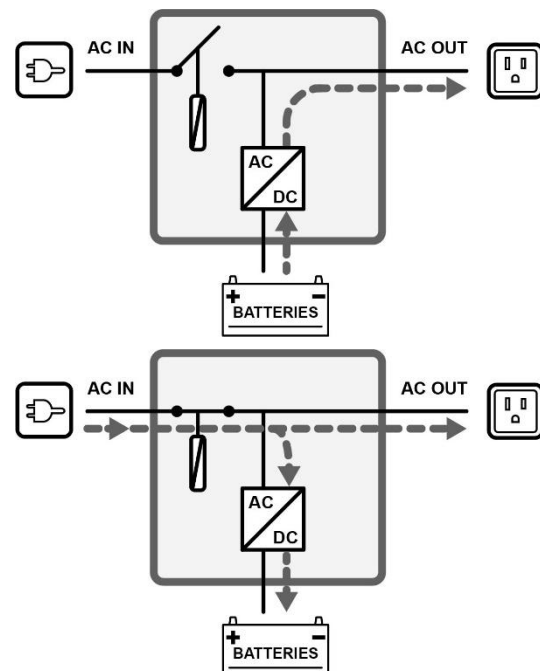 AC IN
AC OUT
AC
DC
+ -
BATTERIES
AC IN
AC OUT
AC
DC
+ -
BATTERIES